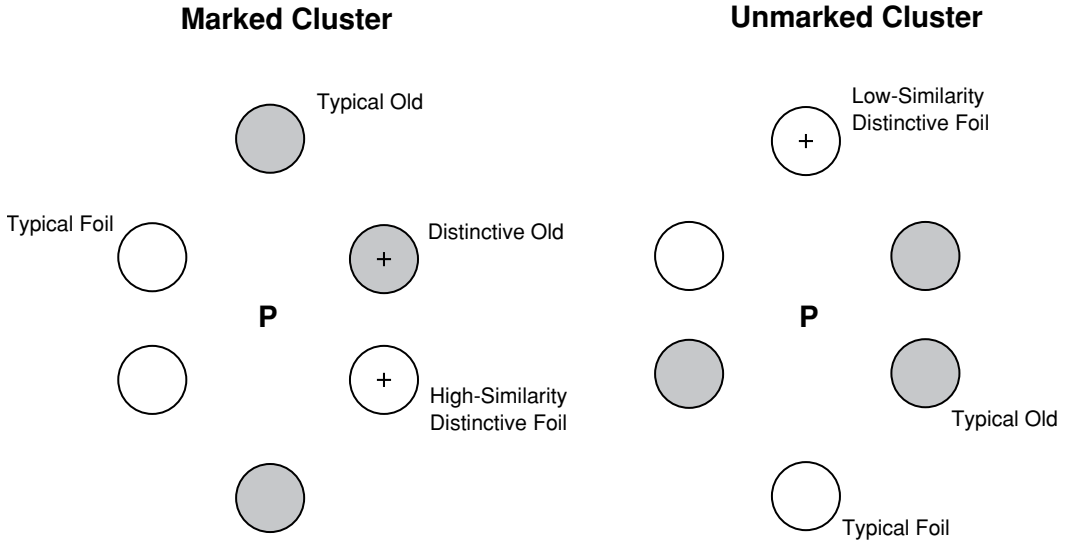 Marked Cluster
Typical Old
Typical Foil
Distinctive Old
P
High-Similarity
Distinctive Foil
Unmarked Cluster
Low-Similarity
Distinctive Foil
P
Typical Old
Typical Foil